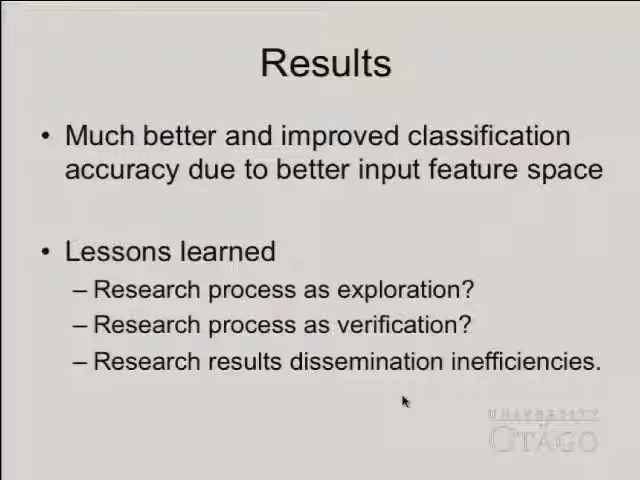 Results
• Much better and improved classification
accuracy due to better input feature space
• Lessons learned
– Research process as exploration?
– Research process as verification?
– Research results dissemination inefficiencies.
UNIVERSITY
OTAGO